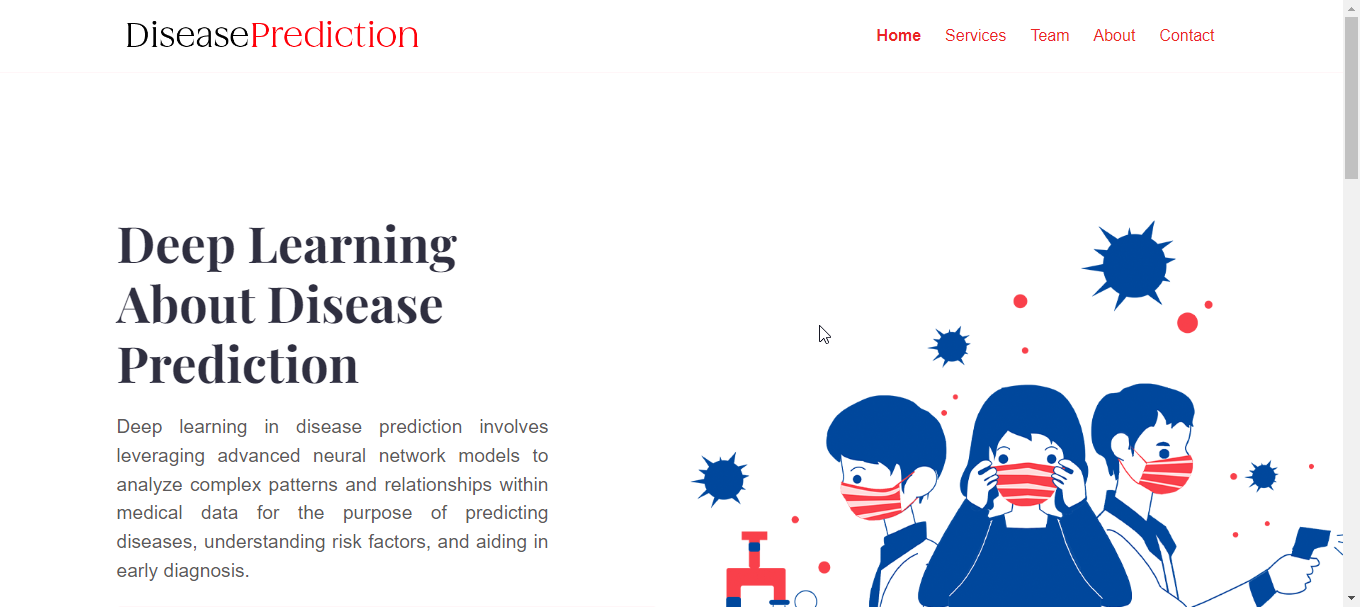 DiseasePrediction
Home Services Team About Contact
Deep Learning
About Disease
Prediction
Deep learning in disease prediction involves
leveraging advanced neural network models to
analyze complex patterns and relationships within
medical data for the purpose of predicting
diseases, understanding risk factors, and aiding in
early diagnosis.